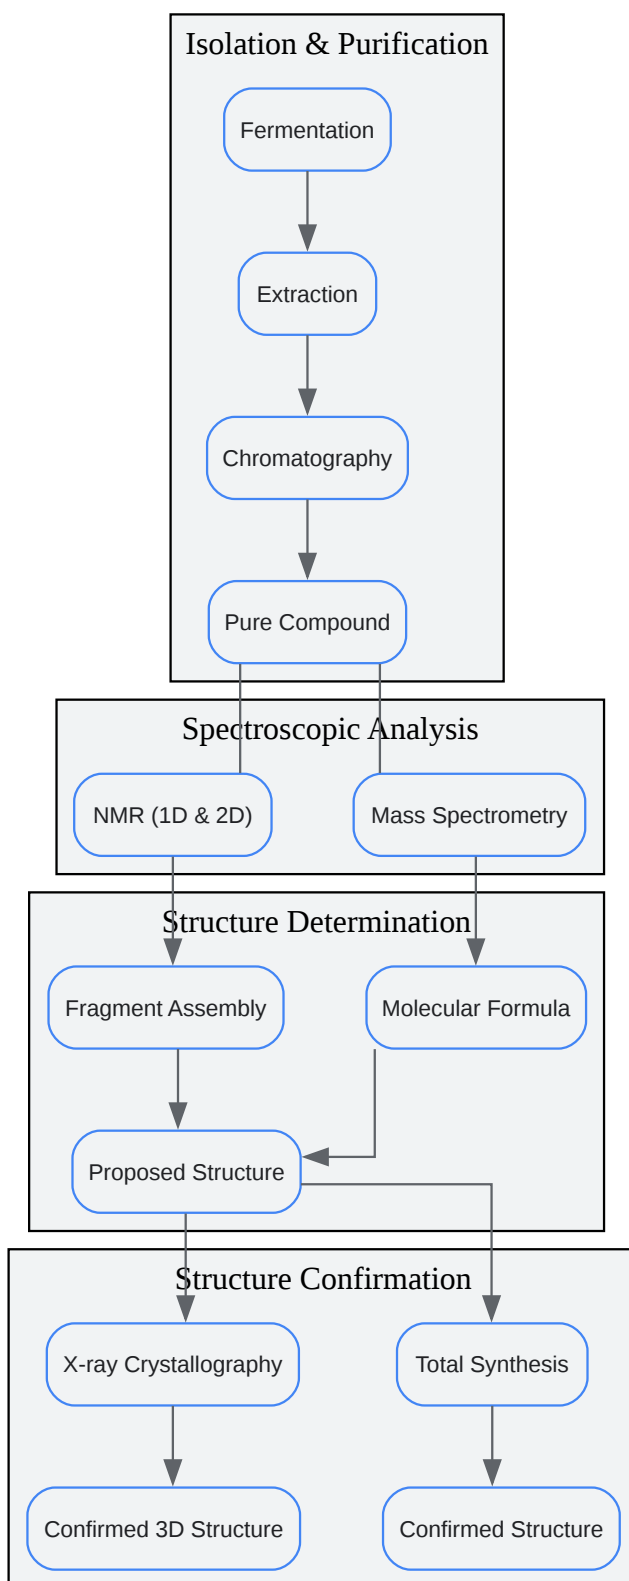 Isolation & Purification
Fermentation
Extraction
Chromatography
Pure Compound
Spectroscopic Analysis
NMR (1D & 2D)
Mass Spectrometry
Structure Determination
Fragment Assembly
Molecular Formula
Proposed Structure
Structure Confirmation
X-ray Crystallography
Total Synthesis
Confirmed 3D Structure
Confirmed Structure